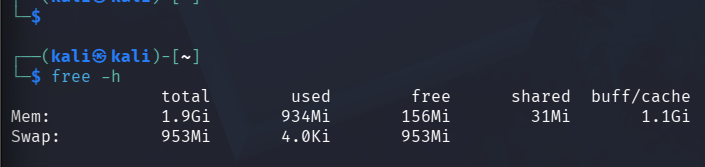 └─$
┌──(kali㉿kali)-[~]
└─$ free -h
total used free shared buff/cache
Mem: 1.9Gi 934Mi 156Mi 31Mi 1.1Gi
Swap: 953Mi 4.0Ki 953Mi